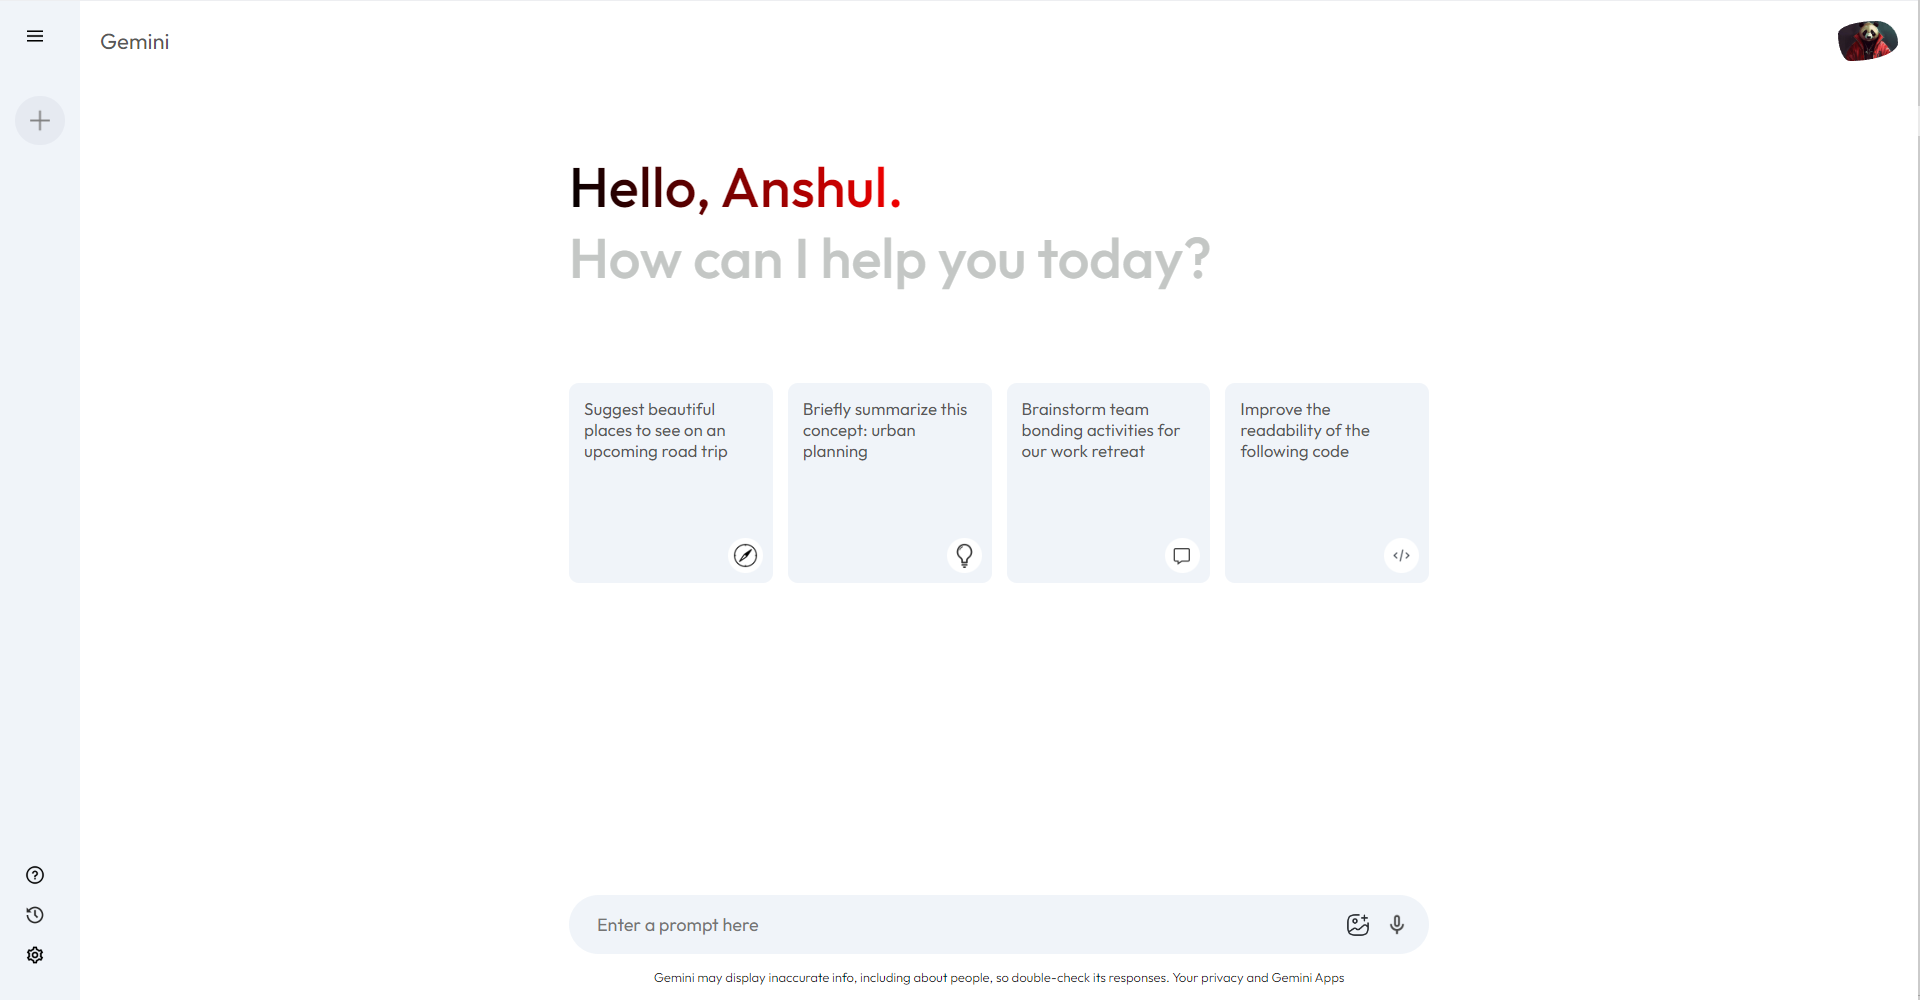 Gemini
Hello, Anshul.
How can I help you today?
Suggest beautiful
places to see on an
upcoming road trip
Briefly summarize this
concept: urban
planning
Brainstorm team
bonding activities for
our work retreat
Improve the
readability of the
following code
Enter a prompt here
Gemini may display inaccurate info, including about people, so double-check its responses. Your privacy and Gemini Apps